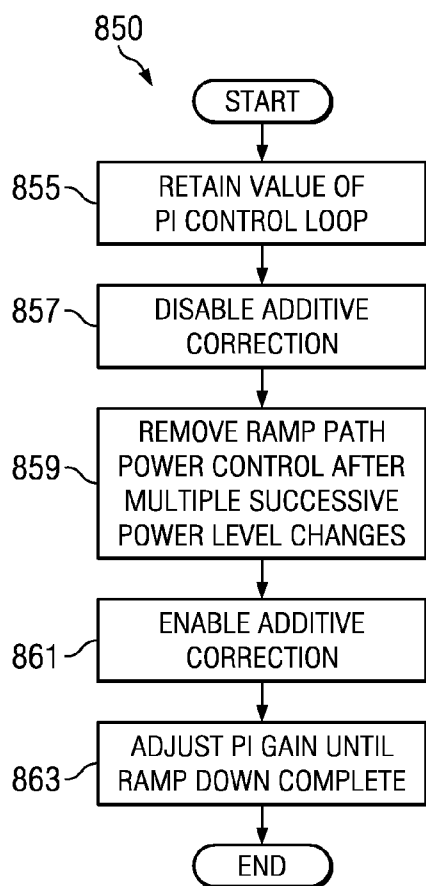 850
START
855
RETAIN VALUE OF
PI CONTROL LOOP
857
DISABLE ADDITIVE
CORRECTION
859
REMOVE RAMP PATH
POWER CONTROL AFTER
MULTIPLE SUCCESSIVE
POWER LEVEL CHANGES
861
ENABLE ADDITIVE
CORRECTION
863
ADJUST PI GAIN UNTIL
RAMP DOWN COMPLETE
END